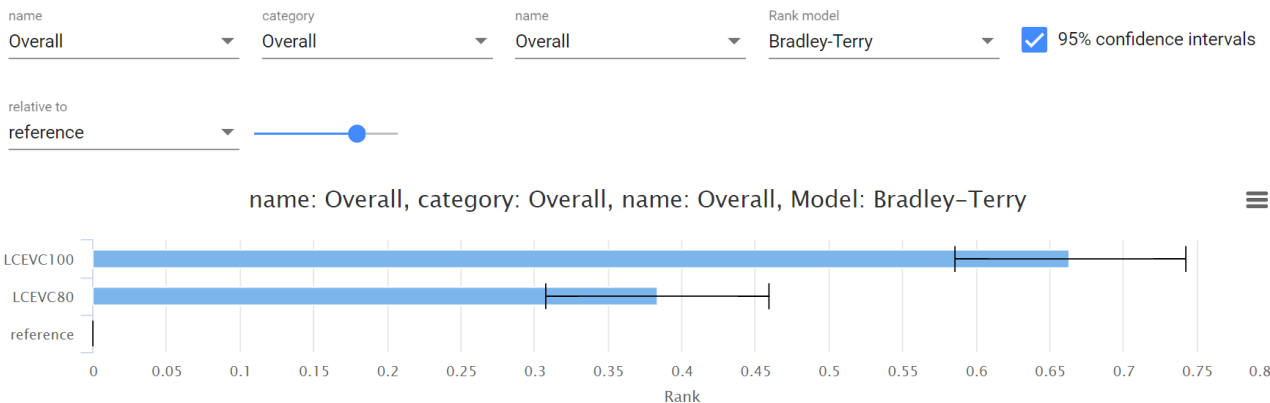 name category name Rank model
Overall Overall Overall Bradley-Terry 95% confidence intervals
relative to
reference
name: Overall, category: Overall, name: Overall, Model: Bradley-Terry
LCEVC100
LCEVC80
reference
0 0.05 0.1 0.15 0.2 0.25 0.3 0.35 0.4 0.45 0.5 0.55 0.6 0.65 0.7 0.75 0.8
Rank